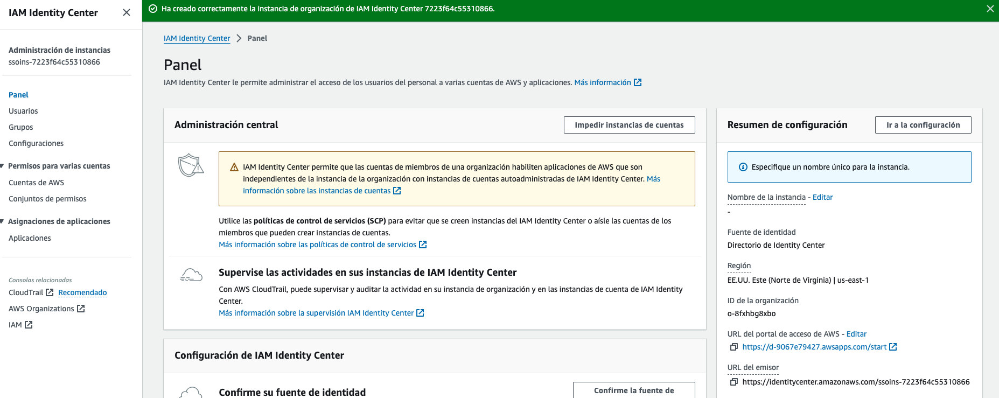 IAM Identity Center
Ha creado correctamente la instancia de organización de IAM Identity Center 7223f64c55310866.
Administración de instancias
ssoins-7223f64c55310866
Panel
Usuarios
Grupos
Configuraciones
Permisos para varias cuentas
Cuentas de AWS
Conjuntos de permisos
Asignaciones de aplicaciones
Aplicaciones
Consolas relacionadas
CloudTrail Recomendado
AWS Organizations
IAM
IAM Identity Center > Panel
Panel
IAM Identity Center le permite administrar el acceso de los usuarios del personal a varias cuentas de AWS y aplicaciones. Más información
Administración central
Impedir instancias de cuentas
IAM Identity Center permite que las cuentas de miembros de una organización habiliten aplicaciones de AWS que son
independientes de la instancia de la organización con instancias de cuentas autoadministradas de IAM Identity Center. Más
información sobre las instancias de cuentas
Utilice las políticas de control de servicios (SCP) para evitar que se creen instancias del IAM Identity Center o aísle las cuentas de los
miembros que pueden crear instancias de cuentas.
Más información sobre las políticas de control de servicios
Supervise las actividades en sus instancias de IAM Identity Center
Con AWS CloudTrail, puede supervisar y auditar la actividad en su instancia de organización y en las instancias de cuenta de IAM Identity
Center.
Más información sobre la supervisión IAM Identity Center
Configuración de IAM Identity Center
Confirme su fuente de identidad
Confirme la fuente de
Resumen de configuración
Ir a la configuración
Especifique un nombre único para la instancia.
Nombre de la instancia - Editar
-
Fuente de identidad
Directorio de Identity Center
Región
EE.UU. Este (Norte de Virginia) | us-east-1
ID de la organización
o-8fxhbg8xbo
URL del portal de acceso de AWS - Editar
https://d-9067e79427.awsapps.com/start
URL del emisor
https://identitycenter.amazonaws.com/ssoins-7223f64c55310866